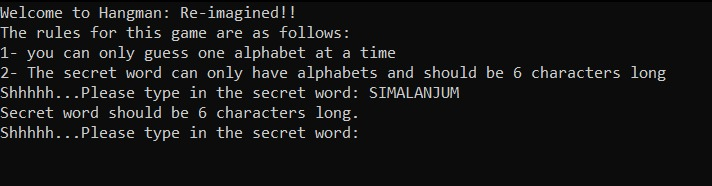 Welcome to Hangman: Re-imagined!!
The rules for this game are as follows:
1- you can only guess one alphabet at a time
2- The secret word can only have alphabets and should be 6 characters long
Shhhhh...Please type in the secret word: SIMALANJUM
Secret word should be 6 characters long.
Shhhhh...Please type in the secret word: